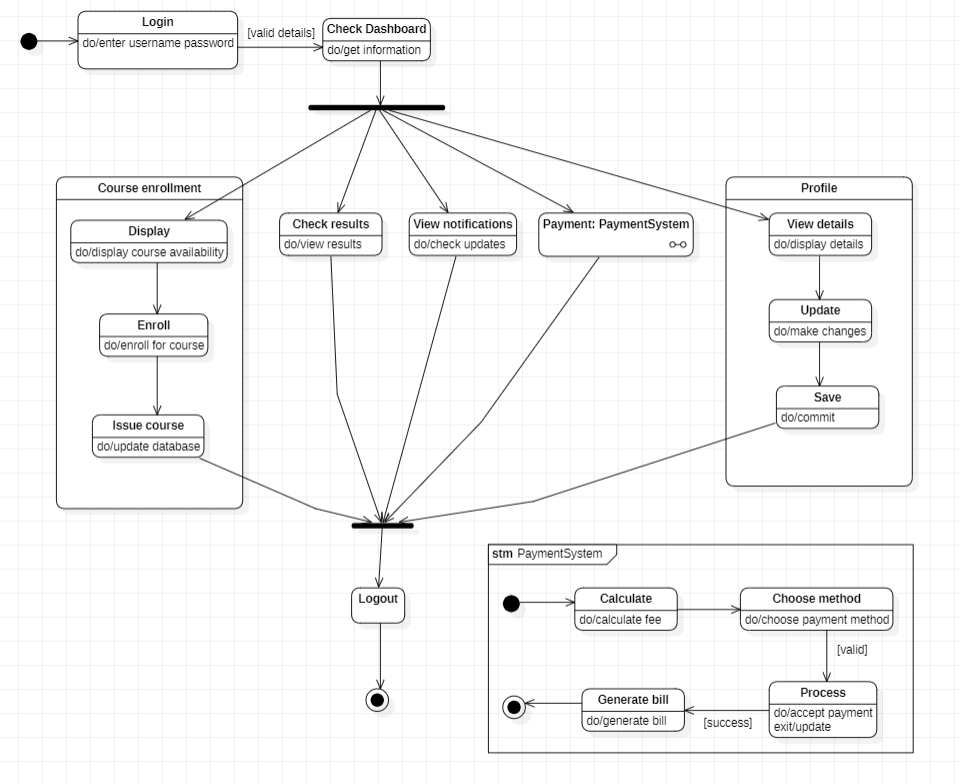 Login
do/enter username password
[valid details]
Check Dashboard
do/get information
Course enrollment
Display
do/display course availability
Enroll
do/enroll for course
Issue course
do/update database
Check results
do/view results
View notifications
do/check updates
Payment: PaymentSystem
Profile
View details
do/display details
Update
do/make changes
Save
do/commit
Logout
stm PaymentSystem
Calculate
do/calculate fee
Choose method
do/choose payment method
[valid]
Process
do/accept payment
exit/update
[success]
Generate bill
do/generate bill